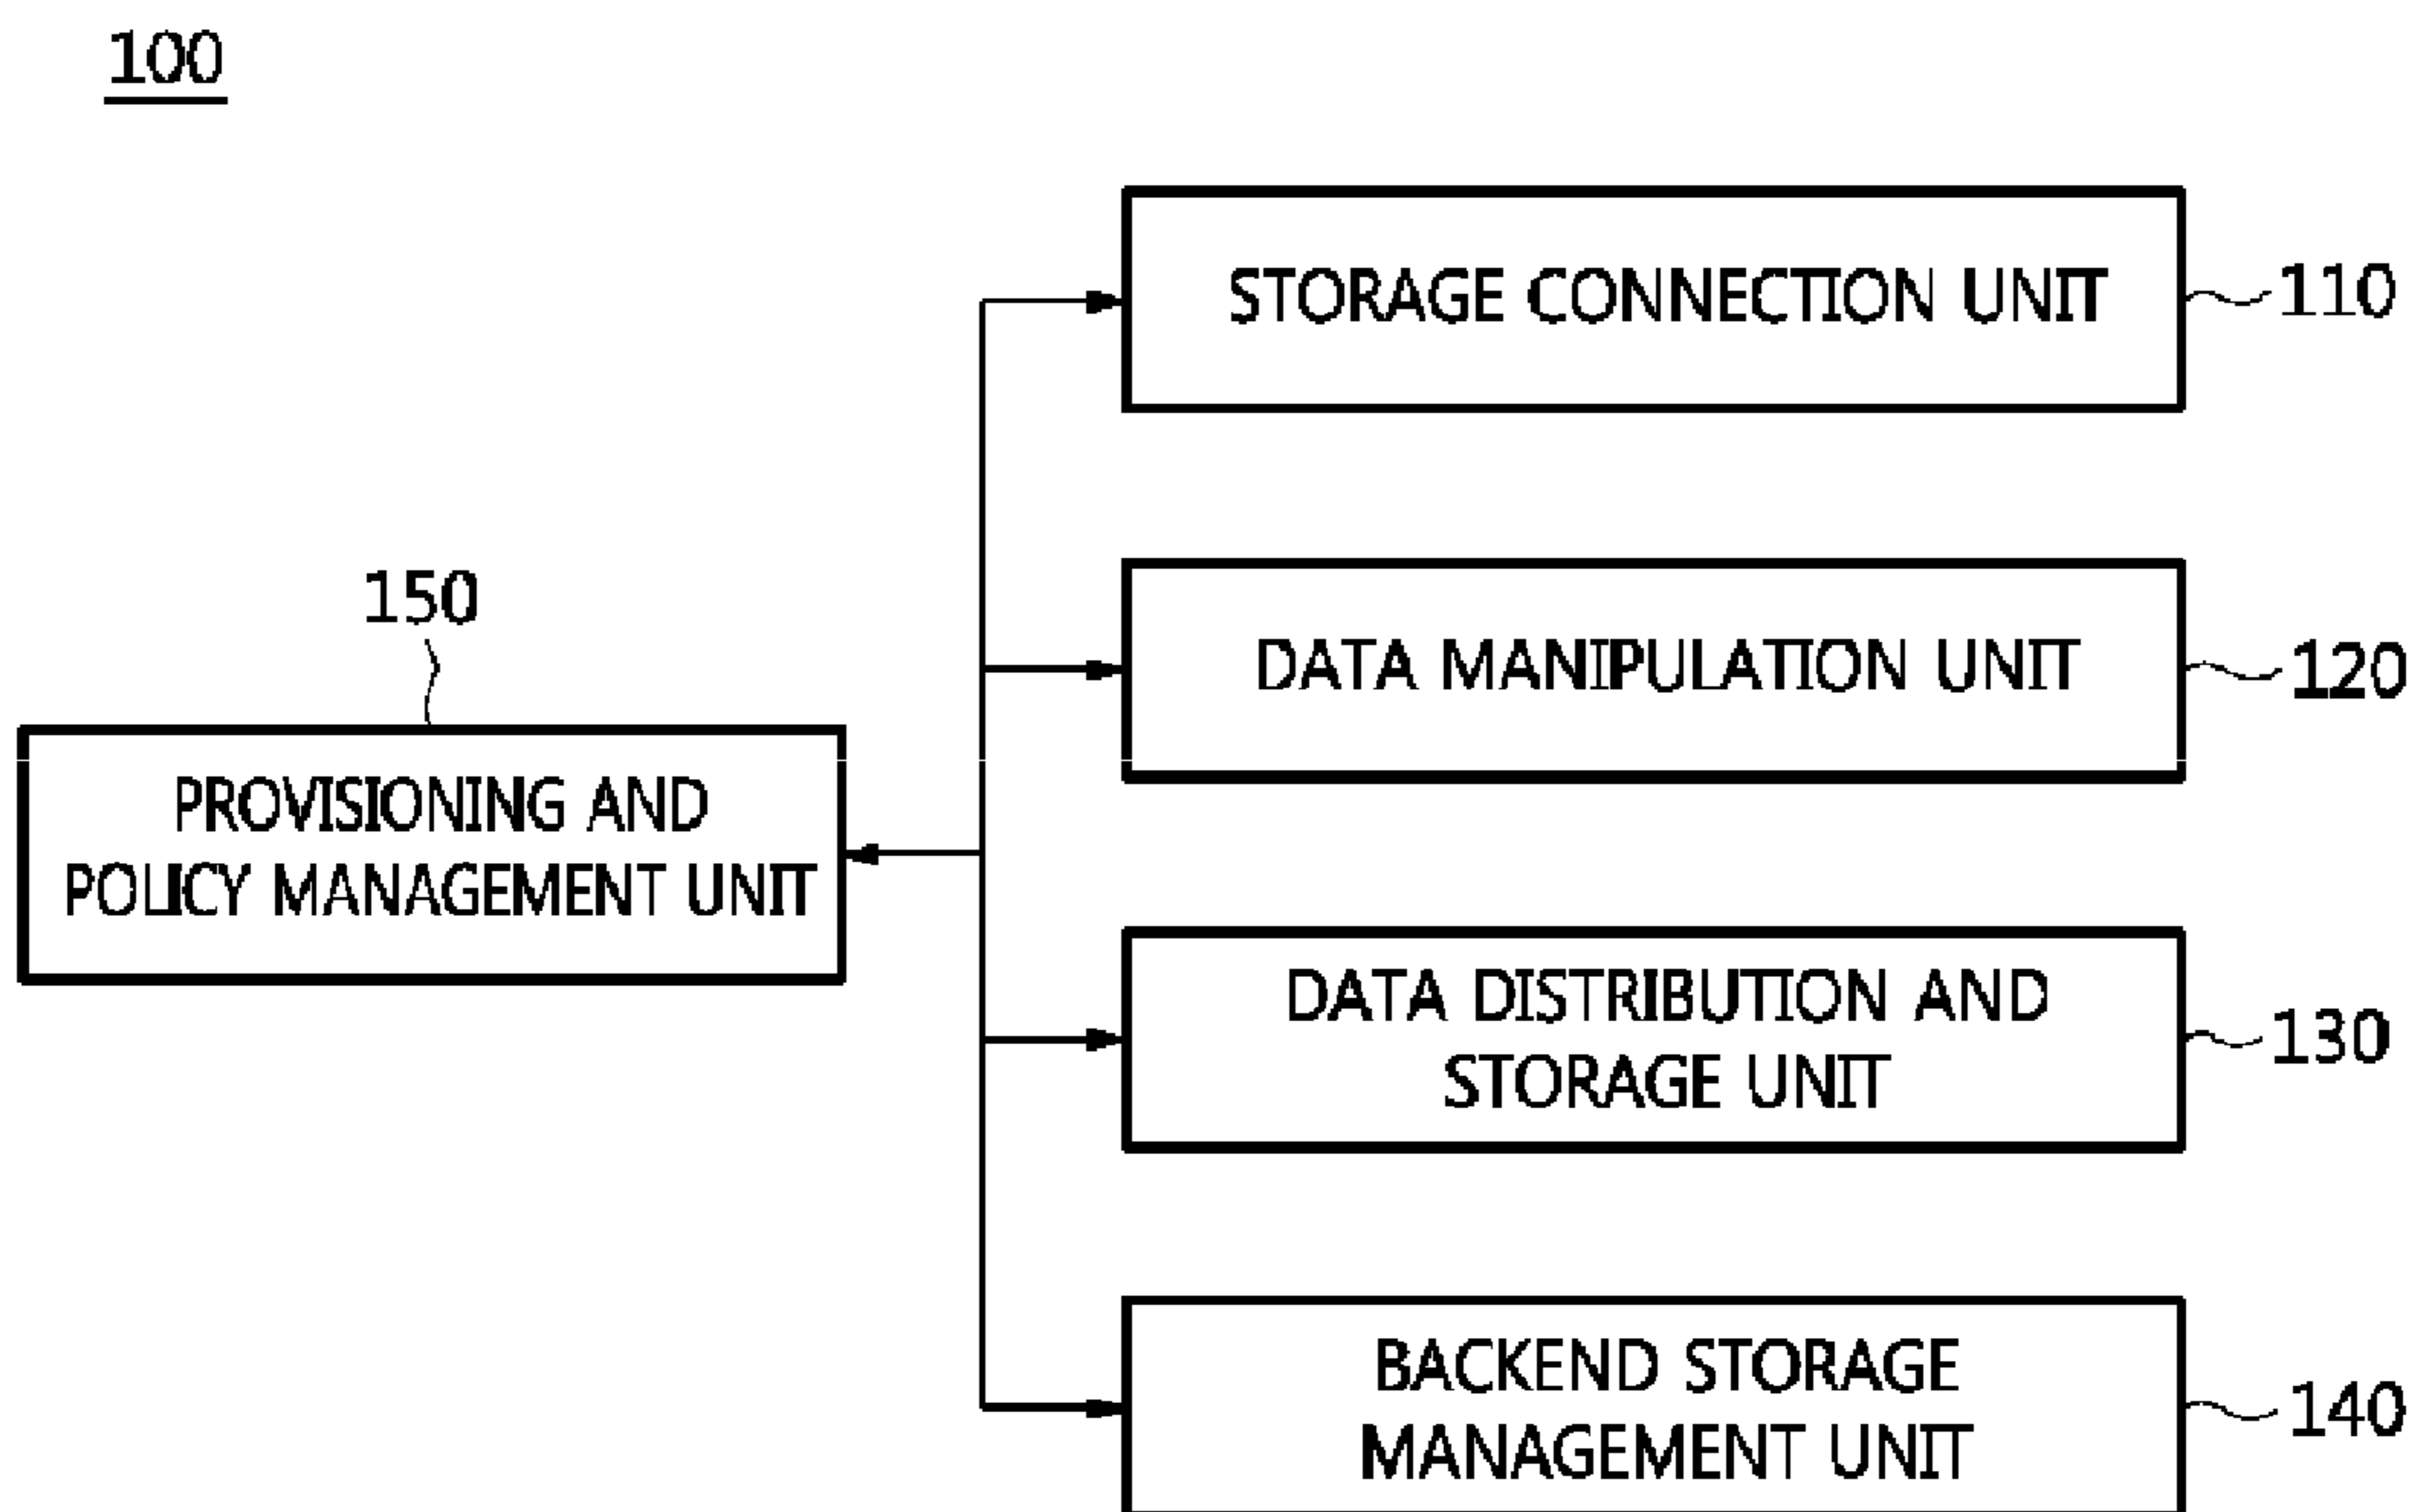 100
STORAGE CONNECTION UNIT
110
DATA MANIPULATION UNIT
120
150
PROVISIONING AND
POLICY MANAGEMENT UNIT
DATA DISTRIBUTION AND
STORAGE UNIT
130
BACKEND STORAGE
MANAGEMENT UNIT
140